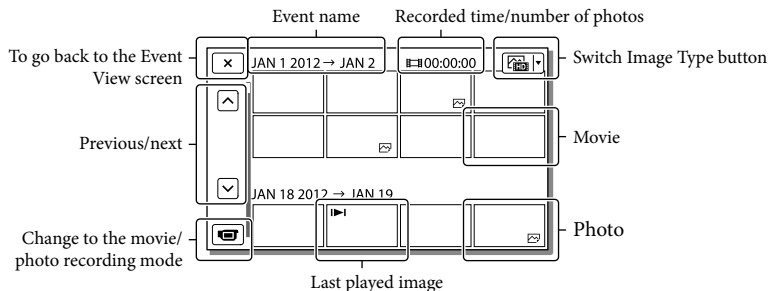 Event name
Recorded time/number of photos
To go back to the Event
View screen
JAN 1 2012 → JAN 2
00:00:00
HD
Switch Image Type button
Previous/next
Movie
JAN 18 2012 → JAN 19
Change to the movie/
photo recording mode
Photo
Last played image